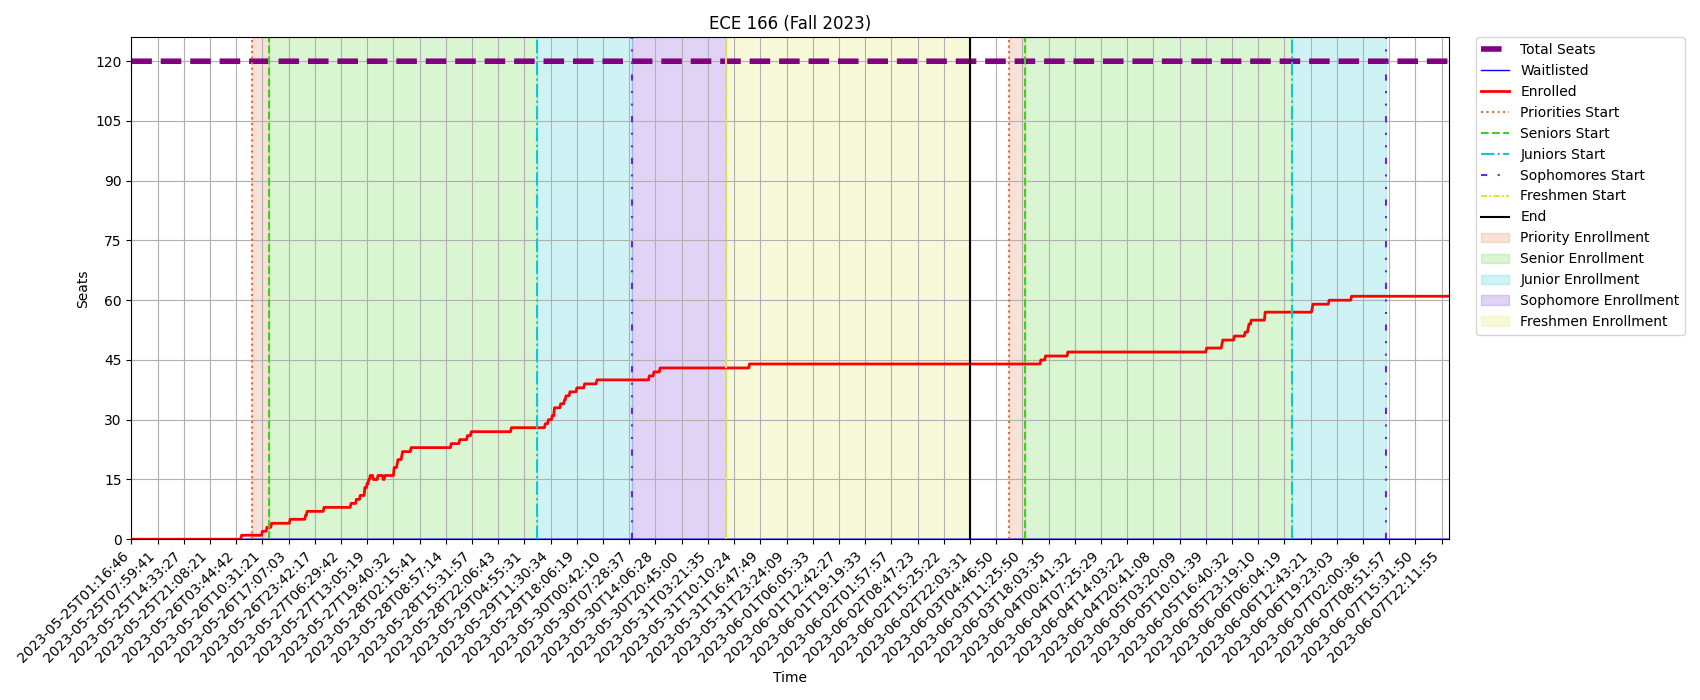 ECE 166 (Fall 2023)
Seats
120
105
90
75
60
45
30
15
0
2023-05-25T01:16:46
2023-05-25T07:59:41
2023-05-25T14:33:27
2023-05-25T21:08:21
2023-05-26T03:44:42
2023-05-26T10:31:21
2023-05-26T17:07:03
2023-05-26T23:42:17
2023-05-27T06:29:42
2023-05-27T13:05:19
2023-05-27T19:40:32
2023-05-28T02:15:41
2023-05-28T08:57:14
2023-05-28T15:31:57
2023-05-28T22:06:43
2023-05-29T04:55:31
2023-05-29T11:30:34
2023-05-29T18:06:19
2023-05-30T00:42:10
2023-05-30T07:28:37
2023-05-30T14:06:28
2023-05-30T20:45:00
2023-05-31T03:21:35
2023-05-31T10:10:24
2023-05-31T16:47:49
2023-05-31T23:24:09
2023-06-01T06:05:33
2023-06-01T12:42:27
2023-06-01T19:19:33
2023-06-02T01:57:57
2023-06-02T08:47:23
2023-06-02T15:25:22
2023-06-02T22:03:31
2023-06-03T04:46:50
2023-06-03T11:25:50
2023-06-03T18:03:35
2023-06-04T00:41:32
2023-06-04T07:25:29
2023-06-04T14:03:22
2023-06-04T20:41:08
2023-06-05T03:20:09
2023-06-05T10:01:39
2023-06-05T16:40:32
2023-06-05T23:19:10
2023-06-06T06:04:19
2023-06-06T12:43:21
2023-06-06T19:23:03
2023-06-07T02:00:36
2023-06-07T08:51:57
2023-06-07T15:31:50
2023-06-07T22:11:55
Time
Total Seats
Waitlisted
Enrolled
Priorities Start
Seniors Start
Juniors Start
Sophomores Start
Freshmen Start
End
Priority Enrollment
Senior Enrollment
Junior Enrollment
Sophomore Enrollment
Freshmen Enrollment